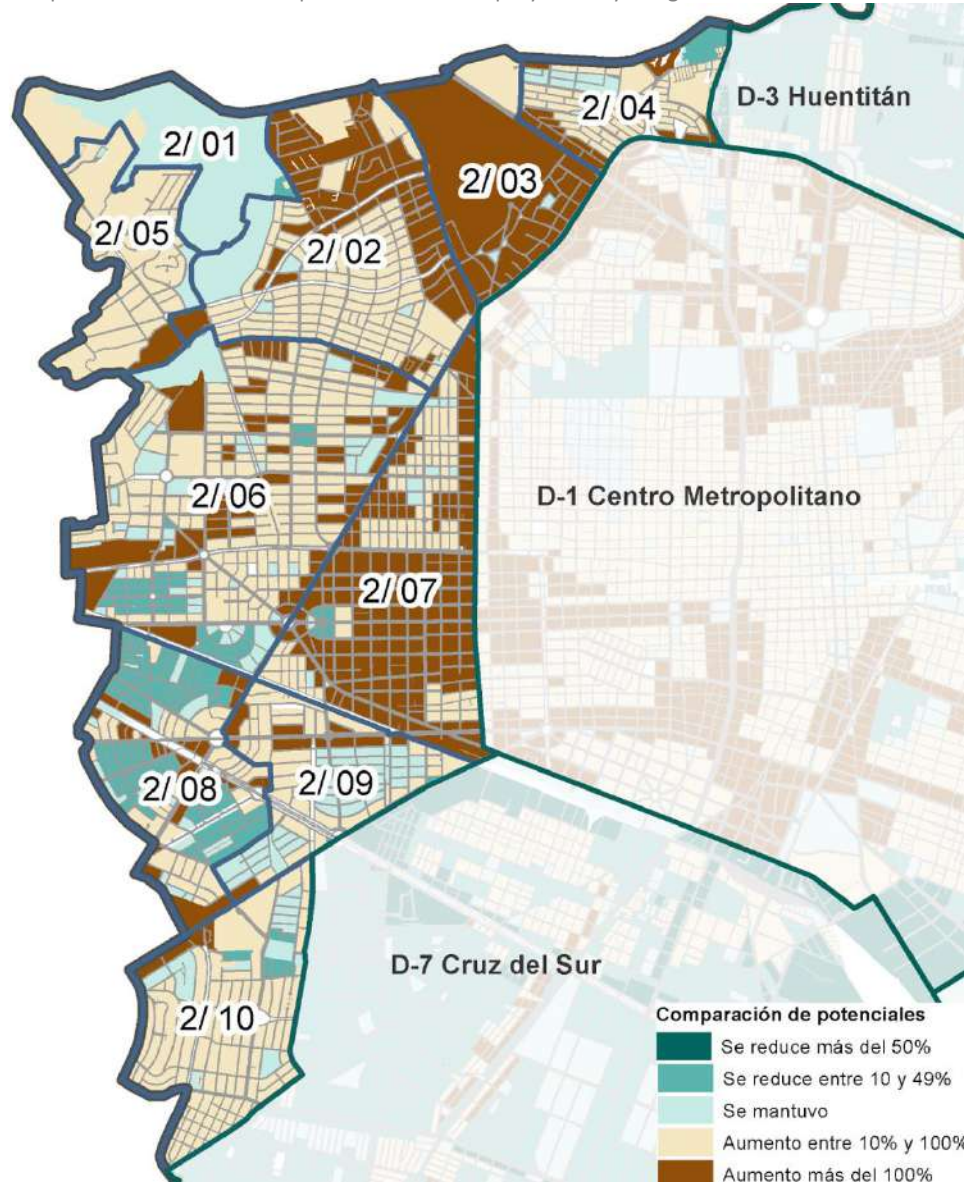 D-3 Huentitán
2/ 04
2/ 01
2/ 03
2/ 05
2/ 02
D-1 Centro Metropolitano
2/ 06
2/ 07
2/ 08
2/ 09
D-7 Cruz del Sur
2/ 10
Comparación de potenciales
Se reduce más del 50%
Se reduce entre 10 y 49%
Se mantuvo
Aumento entre 10% y 100%
Aumento más del 100%